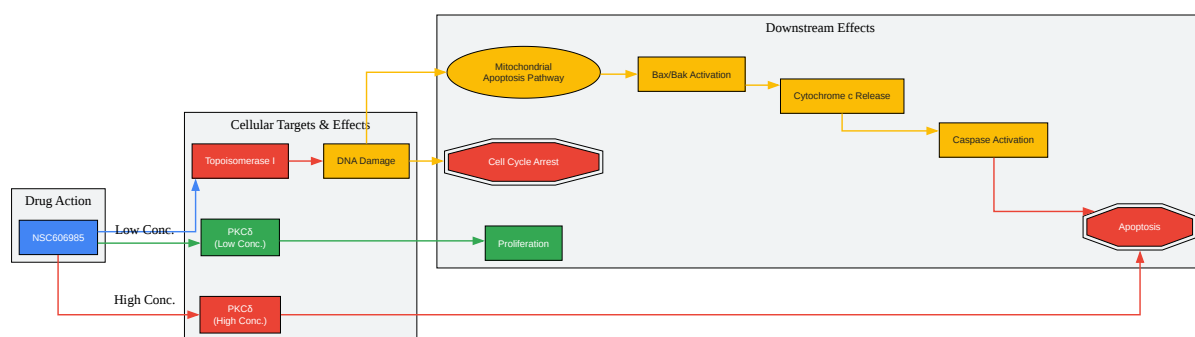 Downstream Effects
Mitochondrial
Apoptosis Pathway
Bax/Bak Activation
Cytochrome c Release
Cellular Targets & Effects
Caspase Activation
Topoisomerase I
DNA Damage
Cell Cycle Arrest
Drug Action
NSC606985
Low Conc.
PKCδ
(Low Conc.)
Proliferation
Apoptosis
High Conc.
PKCδ
(High Conc.)